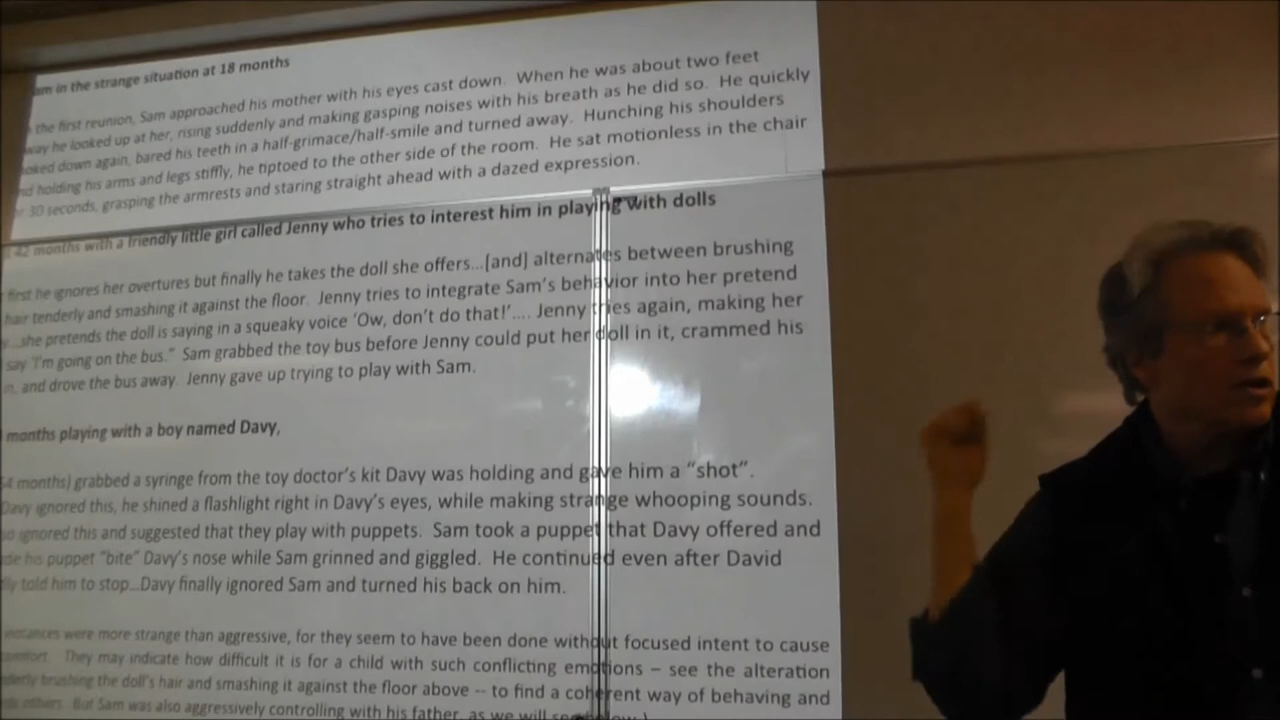 in the strange situation at 18 months
the first reunion, Sam approached his mother with his eyes cast down. When he was about two feet
away he looked up at her, rising suddenly and making gasping noises with his breath as he did so. He quickly
looked down again, bared his teeth in a half-grimace/half-smile and turned away. Hunching his shoulders
and holding his arms and legs stiffly, he tiptoed to the other side of the room. He sat motionless in the chair
30 seconds, grasping the armrests and staring straight ahead with a dazed expression.
42 months with a friendly little girl called Jenny who tries to interest him in playing with dolls
first he ignores her overtures but finally he takes the doll she offers...[and] alternates between brushing
hair tenderly and smashing it against the floor. Jenny tries to integrate Sam's behavior into her pretend
...she pretends the doll is saying in a squeaky voice 'Ow, don't do that!'.... Jenny tries again, making her
say 'I'm going on the bus." Sam grabbed the toy bus before Jenny could put her doll in it, crammed his
in, and drove the bus away. Jenny gave up trying to play with Sam.
months playing with a boy named Davy,
months) grabbed a syringe from the toy doctor's kit Davy was holding and gave him a "shot".
Davy ignored this, he shined a flashlight right in Davy's eyes, while making strange whooping sounds.
ignored this and suggested that they play with puppets. Sam took a puppet that Davy offered and
his puppet "bite" Davy's nose while Sam grinned and giggled. He continued even after David
told him to stop...Davy finally ignored Sam and turned his back on him.
instances were more strange than aggressive, for they seem to have been done without focused intent to cause
They may indicate how difficult it is for a child with such conflicting emotions – see the alteration
brushing the doll's hair and smashing it against the floor above -- to find a coherent way of behaving and
others. But Sam was also aggressively controlling with his father, as we will see below.)